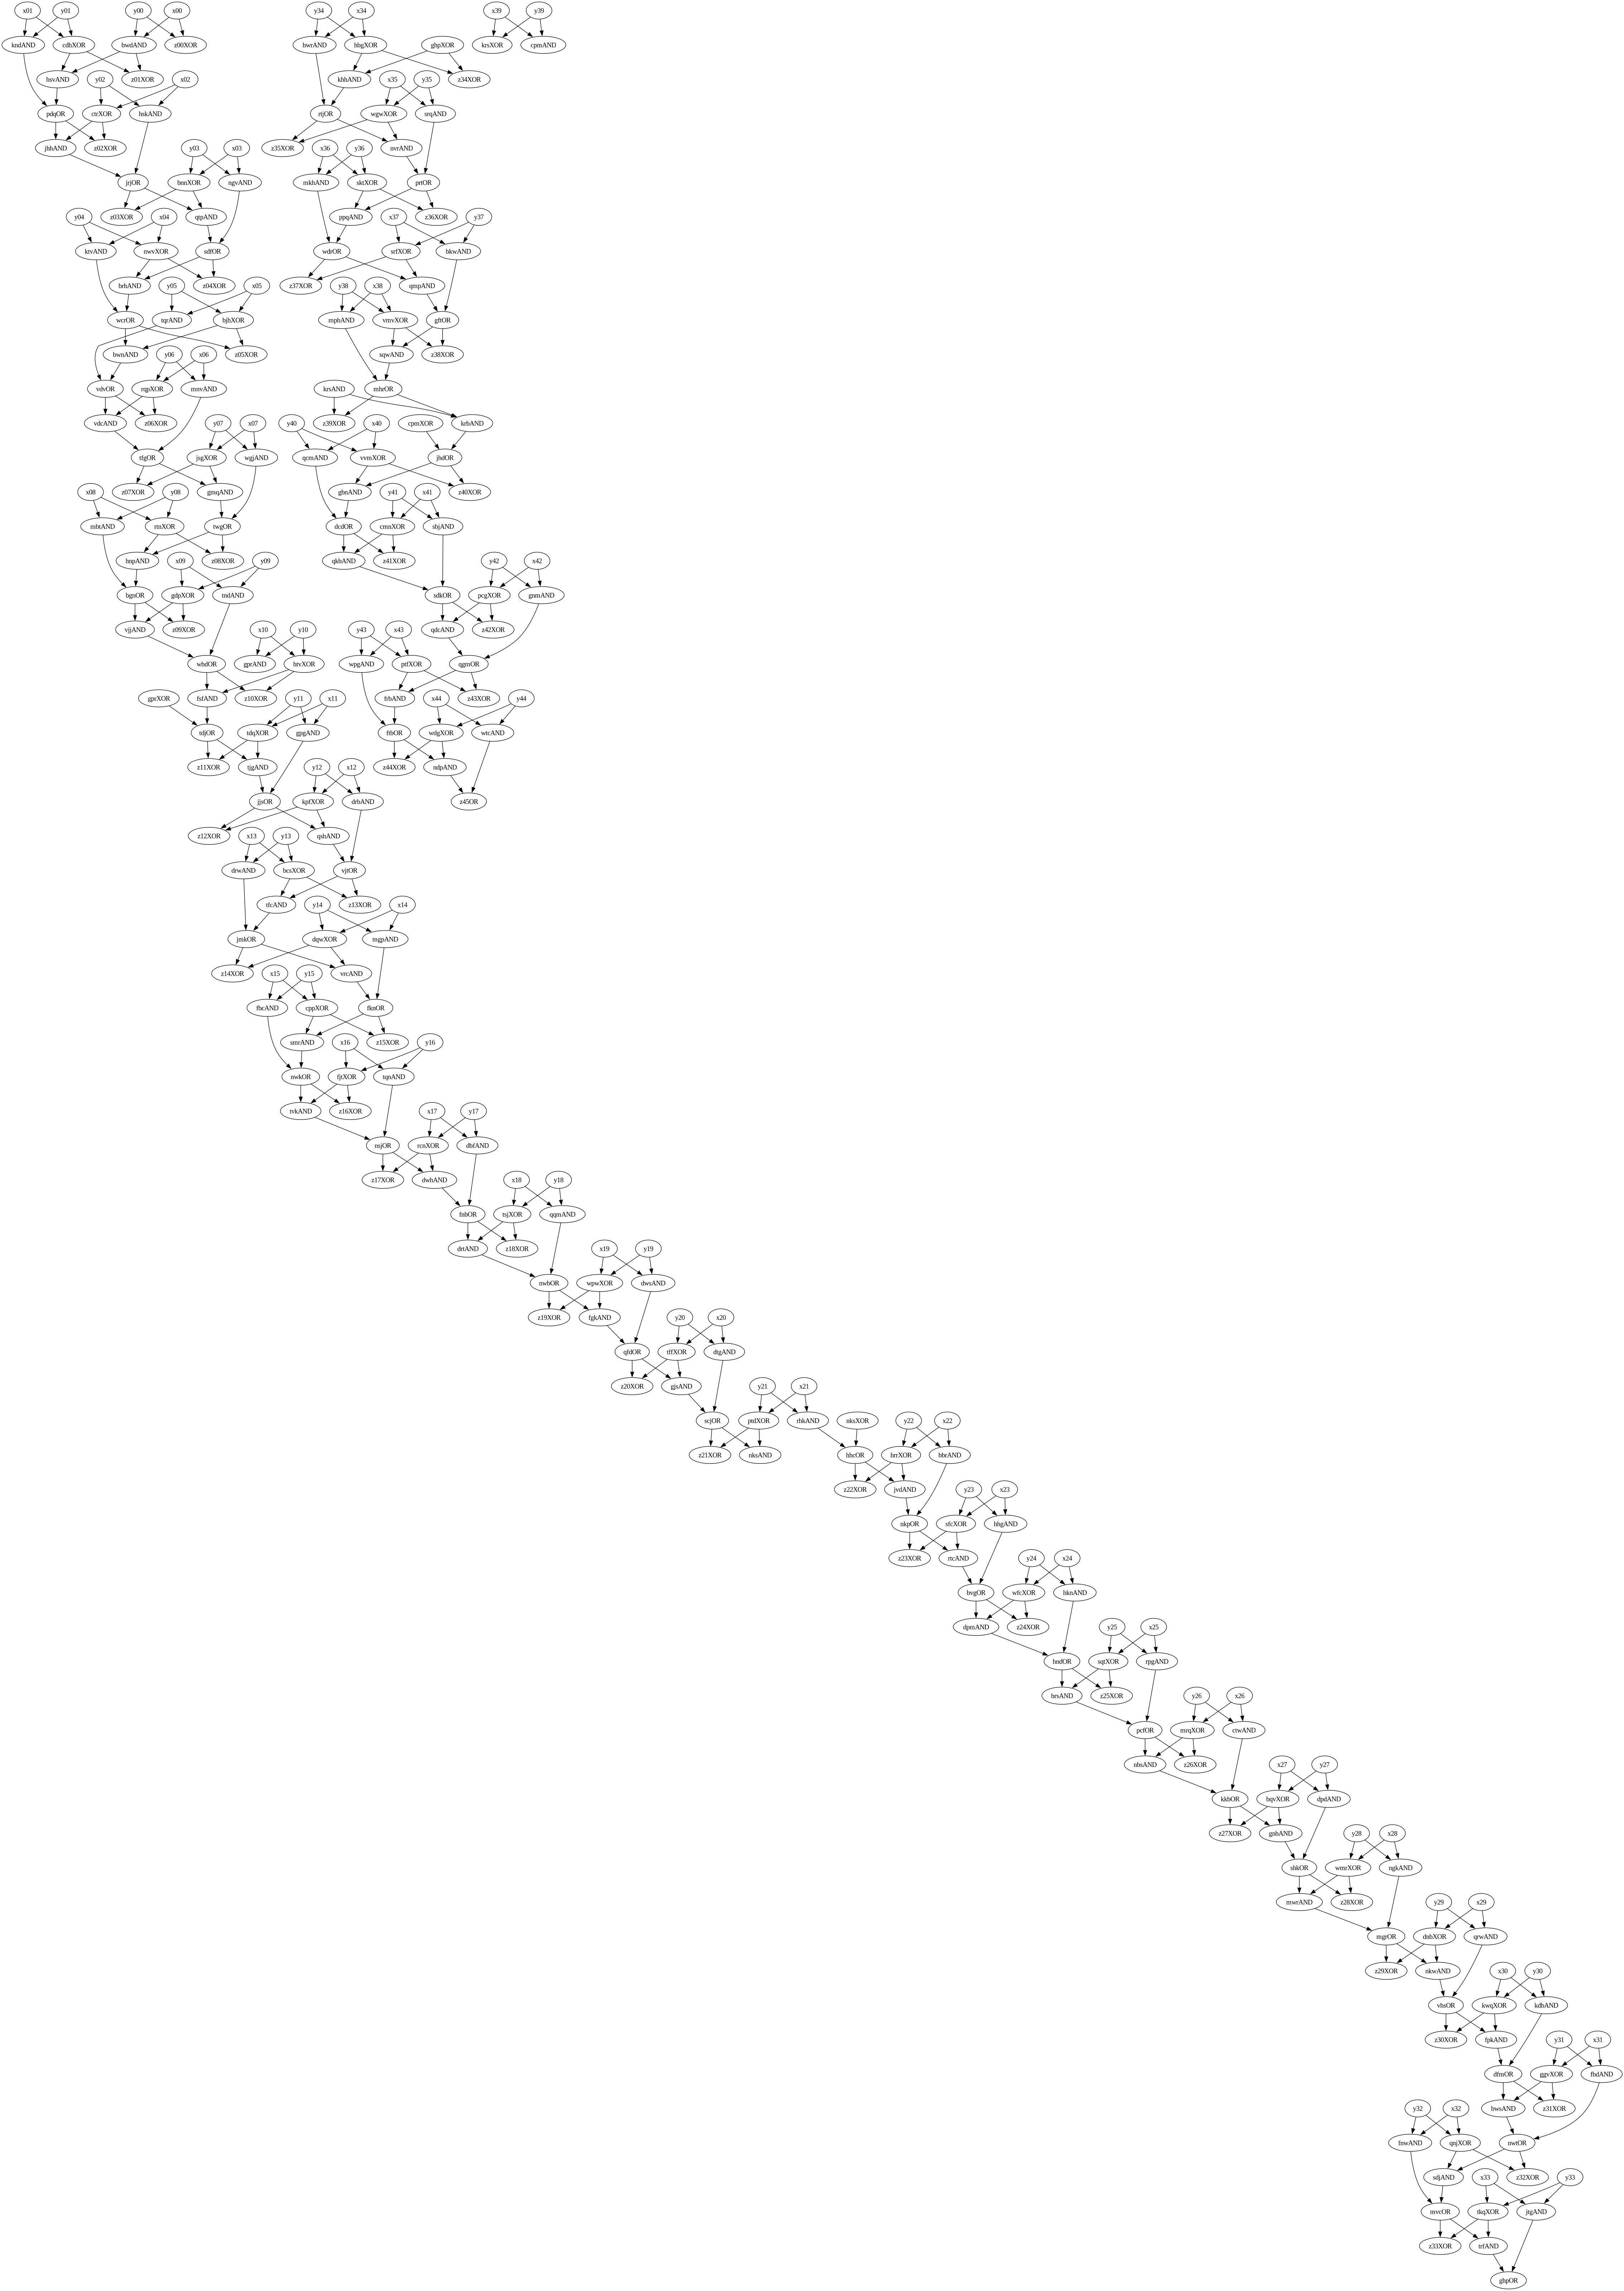 x01 y01 y00 x00 y34 x34 x39 y39
kndAND cdhXOR bwdAND z00XOR bwrAND hbgXOR ghpXOR krsXOR cpmAND
hsvAND z01XOR y02 x02 khhAND x35 y35 z34XOR
pdqOR ctrXOR hskAND rtjOR wgwXOR srqAND
jhhAND z02XOR y03 x03 z35XOR x36 y36 nvrAND
jrjOR bnnXOR ngvAND mkhAND sktXOR prtOR
y04 x04 z03XOR qtpAND ppqAND x37 z36XOR y37
ktvAND nwvXOR sdfOR wdrOR srfXOR bkwAND
brhAND y05 z04XOR x05 z37XOR y38 x38 qmpAND
wcrOR tqrAND bjhXOR mphAND vmvXOR gftOR
bwnAND y06 x06 z05XOR sqwAND z38XOR
vdvOR rqpXOR mnvAND krsAND mhrOR
vdcAND z06XOR y07 x07 y40 z39XOR x40 cpmXOR krbAND
tfgOR jsgXOR wgjAND qcmAND vvmXOR jhdOR
x08 z07XOR y08 gmqAND gbnAND y41 x41 z40XOR
mbtAND rtnXOR twgOR dcdOR cmnXOR sbjAND
hnpAND x09 z08XOR y09 qkbAND z41XOR y42 x42
bgnOR gdpXOR tndAND sdkOR pcgXOR gnmAND
vjjAND z09XOR x10 y10 y43 x43 qdcAND z42XOR
whdOR gprAND htvXOR wpgAND ptfXOR qgmOR
gprXOR fsfAND z10XOR y11 x11 frbAND x44 z43XOR y44
tdjOR tdqXOR gpgAND ftbOR wdgXOR wtcAND
z11XOR tjgAND y12 x12 z44XOR ndpAND
jjsOR kpfXOR drbAND z45OR
z12XOR x13 y13 qshAND
drwAND bcsXOR vjtOR
tfcAND y14 z13XOR x14
jmkOR dqwXOR mgpAND
z14XOR x15 y15 vrcAND
fbcAND cppXOR fknOR
smrAND x16 z15XOR y16
nwkOR fjtXOR tqnAND
tvkAND z16XOR x17 y17
nsjOR rcnXOR dbfAND
z17XOR dwhAND x18 y18
fnbOR tsjXOR qqmAND
drtAND z18XOR x19 y19
nwbOR wpwXOR dwsAND
z19XOR fgkAND y20 x20
qfdOR tffXOR dtgAND
z20XOR gjsAND y21 x21
scjOR ptdXOR rhkAND nksXOR y22 x22
z21XOR nksAND hhcOR hrrXOR bbrAND
z22XOR jvdAND y23 x23
nkpOR sfcXOR hhgAND
z23XOR rtcAND y24 x24
bvgOR wfcXOR hknAND
dpmAND z24XOR y25 x25
hndOR sqtXOR rpgAND
brsAND z25XOR y26 x26
pcfOR mrqXOR ctwAND
nbsAND z26XOR x27 y27
kkbOR bqvXOR dpdAND
z27XOR gnbAND y28 x28
shkOR wmrXOR ngkAND
mwrAND z28XOR y29 x29
mgrOR dnbXOR qrwAND
z29XOR nkwAND x30 y30
vhsOR kwqXOR kdbAND
z30XOR fpkAND y31 x31
dfmOR ggvXOR fhdAND
y32 x32 bwsAND z31XOR
fnwAND qnjXOR nwtOR
sdjAND x33 z32XOR y33
mvcOR tkqXOR jtgAND
z33XOR trfAND
ghpOR